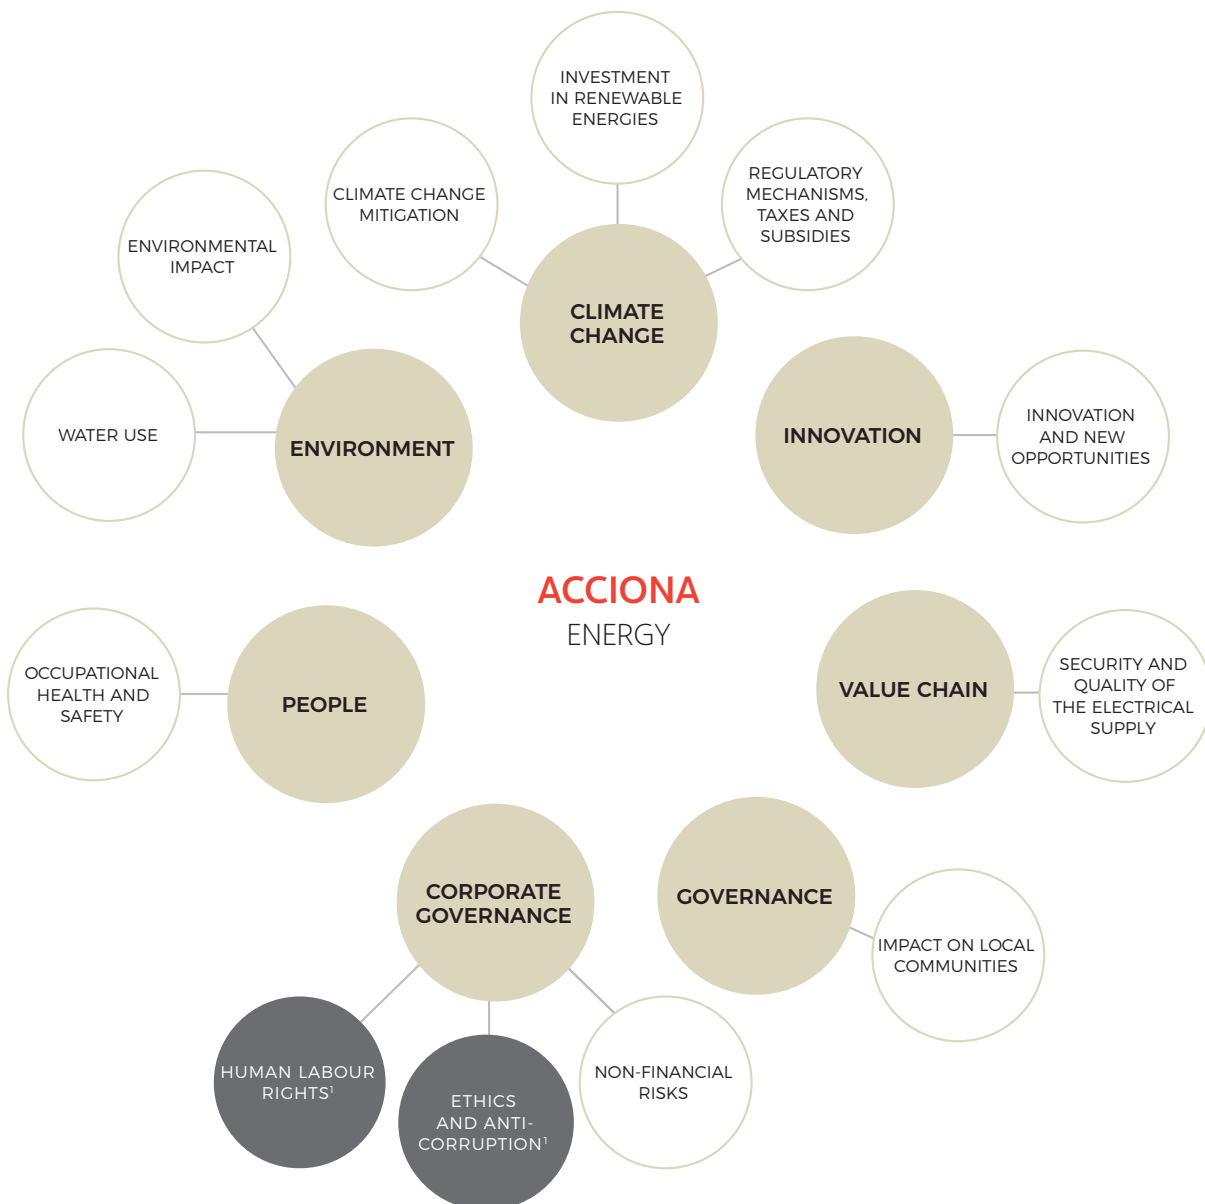 INVESTMENT
IN RENEWABLE
ENERGIES
CLIMATE CHANGE
MITIGATION
REGULATORY
MECHANISMS,
TAXES AND
SUBSIDIES
ENVIRONMENTAL
IMPACT
CLIMATE
CHANGE
WATER USE
ENVIRONMENT
INNOVATION
INNOVATION
AND NEW
OPPORTUNITIES
ACCIONA
ENERGY
OCCUPATIONAL
HEALTH AND
SAFETY
PEOPLE
VALUE CHAIN
SECURITY AND
QUALITY OF
THE ELECTRICAL
SUPPLY
CORPORATE
GOVERNANCE
GOVERNANCE
IMPACT ON LOCAL
COMMUNITIES
HUMAN LABOUR
RIGHTS¹
ETHICS
AND ANTI-
CORRUPTION¹
NON-FINANCIAL
RISKS